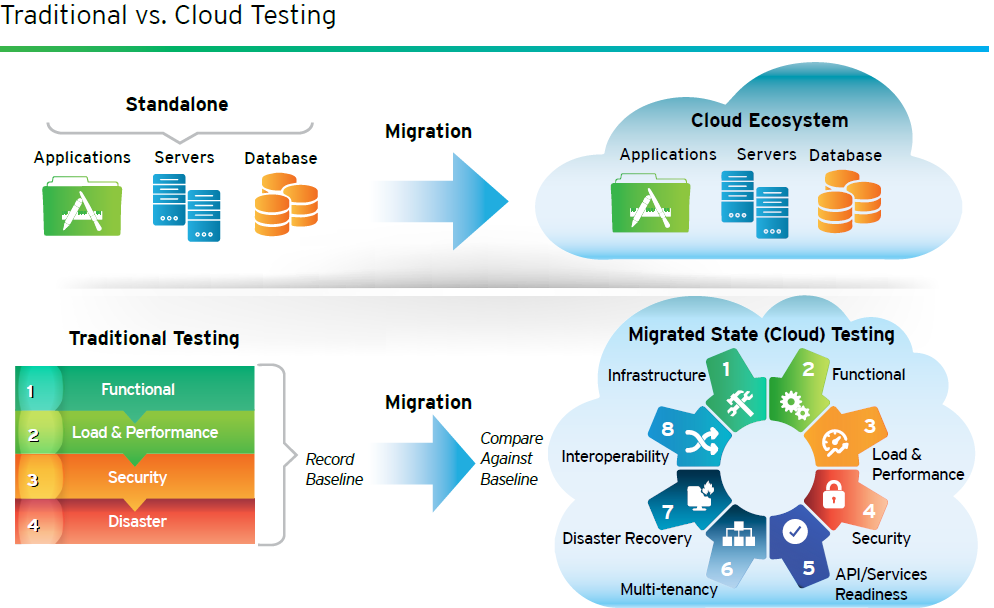 Traditional vs. Cloud Testing
Standalone
Applications Servers Database
Migration
Cloud Ecosystem
Applications Servers Database
Traditional Testing
1 Functional
2 Load & Performance
3 Security
4 Disaster
Record
Baseline
Migration
Compare
Against
Baseline
Migrated State (Cloud) Testing
Infrastructure 1
2 Functional
3 Load &
Performance
4 Security
5 API/Services
Readiness
6 Multi-tenancy
7 Disaster Recovery
8 Interoperability